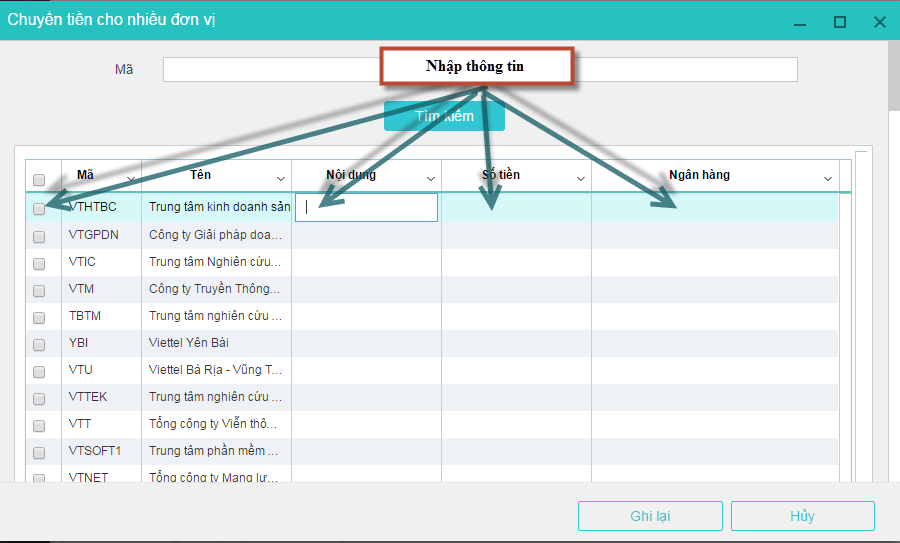 Chuyển tiền cho nhiều đơn vị
Mã
Nhập thông tin
Tìm kiếm
Mã Tên Nội dung Số tiền Ngân hàng
VTHTBC Trung tâm kinh doanh sản
VTGPDN Công ty Giải pháp doa...
VTIC Trung tâm Nghiên cứu...
VTM Công ty Truyền Thông...
TBTM Trung tâm nghiên cứu ...
YBI Viettel Yên Bái
VTU Viettel Bà Rịa - Vũng T...
VTTEK Trung tâm nghiên cứu ...
VTT Tổng công ty Viễn thô...
VTSOFT1 Trung tâm phần mềm ...
VTNET Tổng công ty Mạng lư...
Ghi lại Hủy